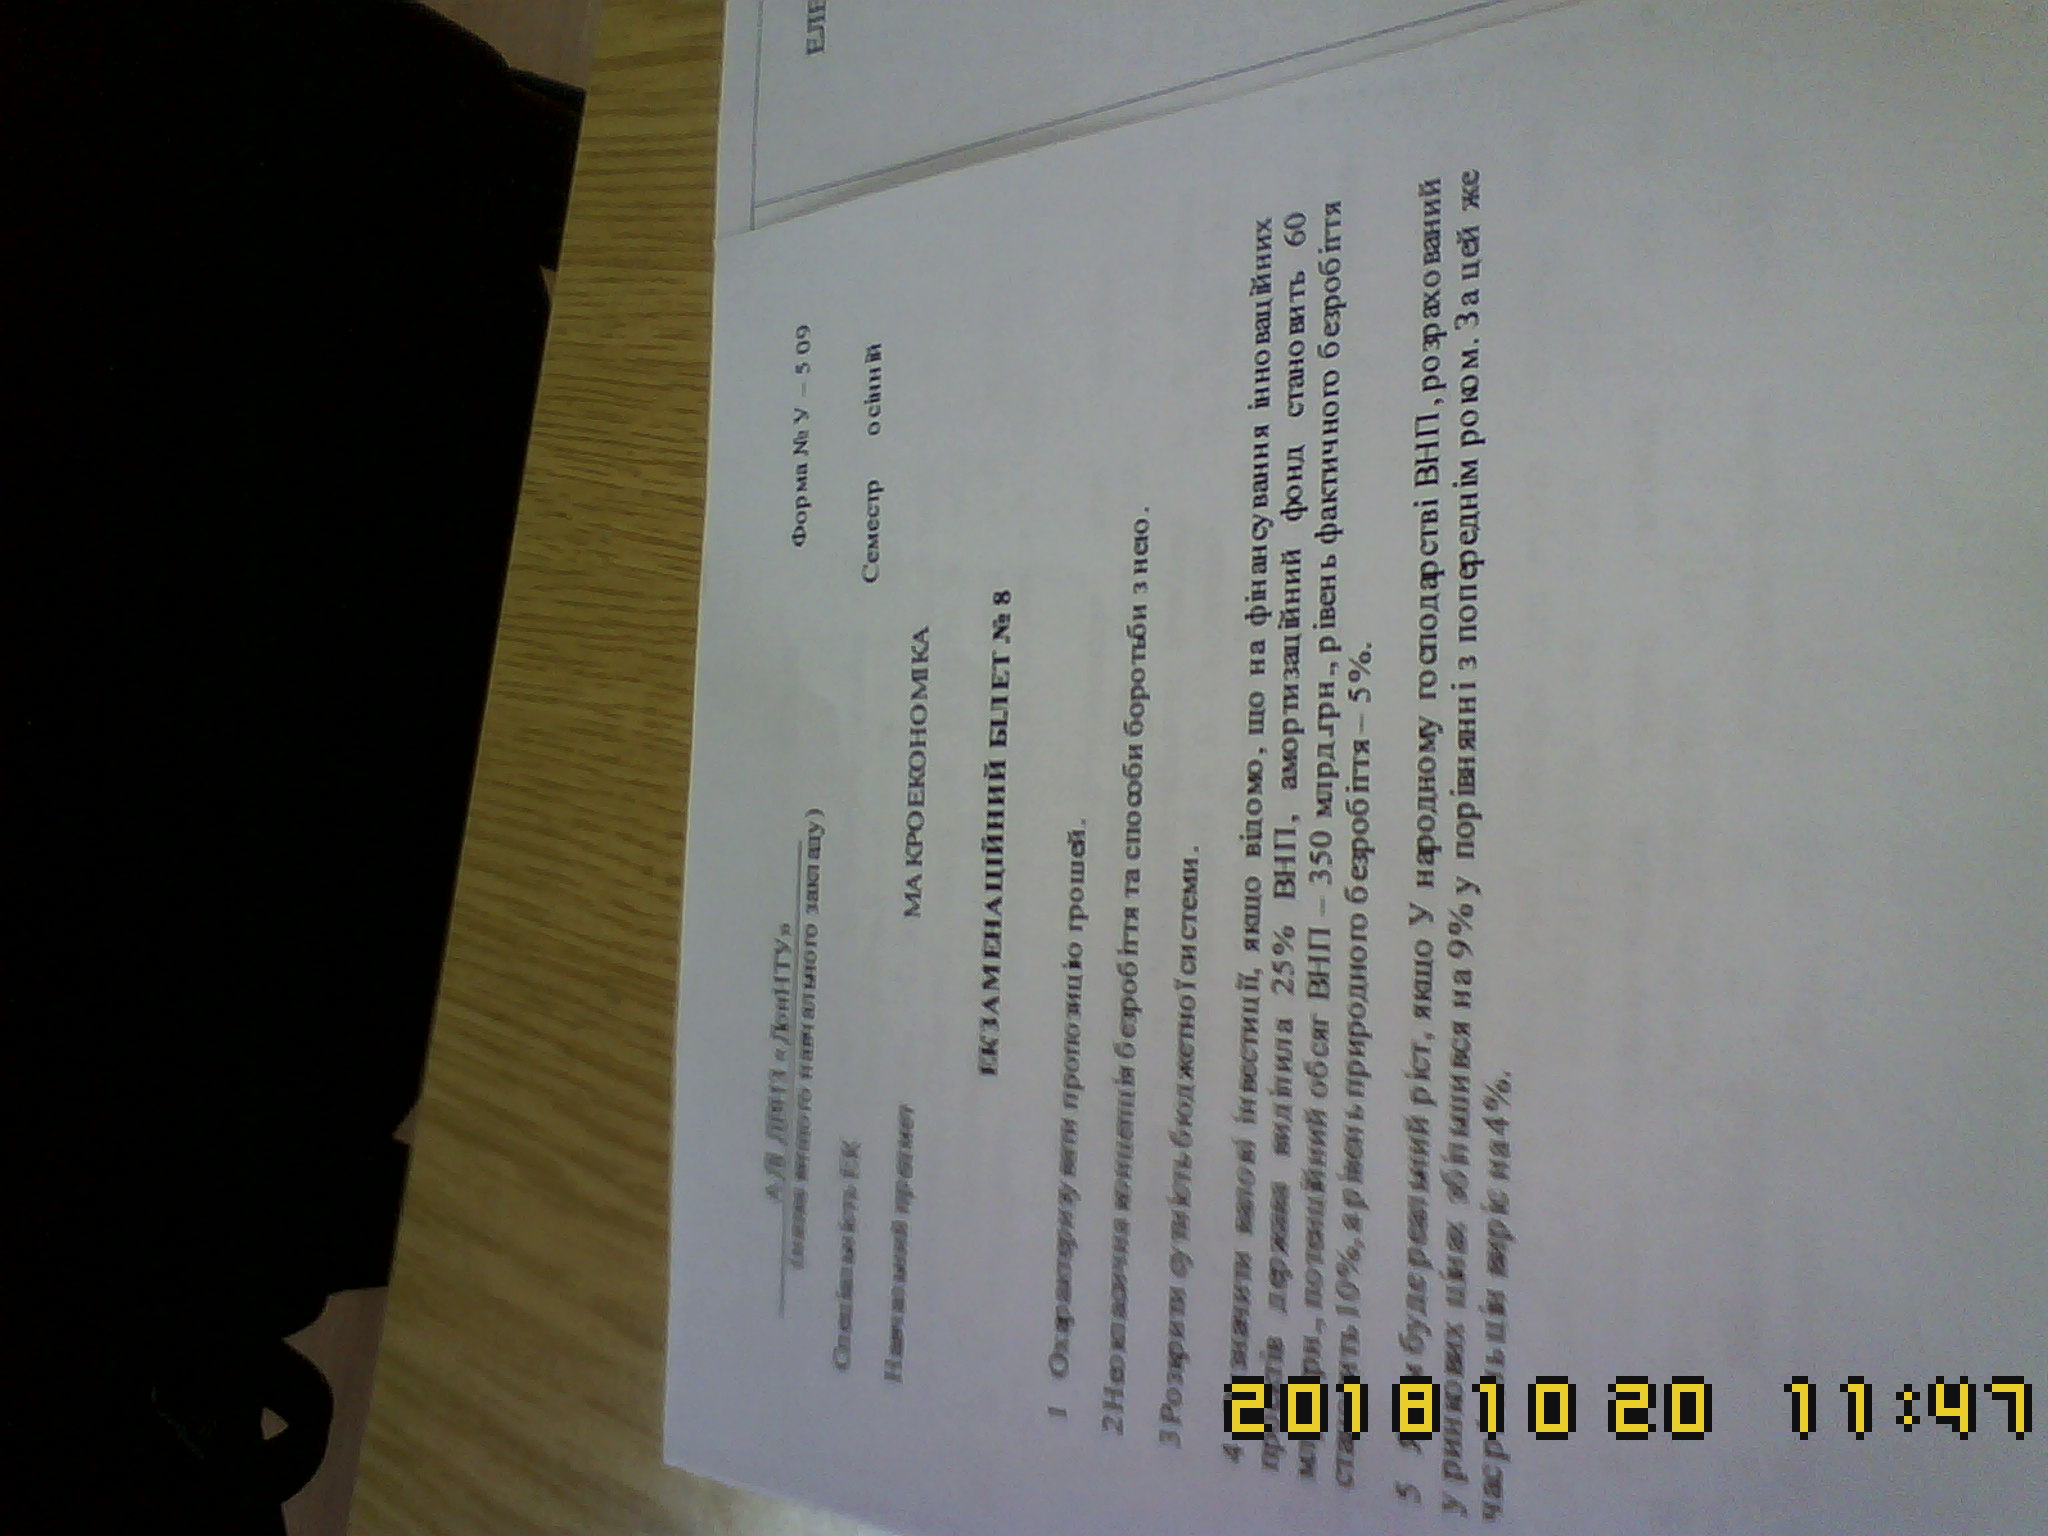 ЕЛЕ
Форма № У – 5 09
АДІ ДВНЗ «ДонНТУ»
(назва вищого навчального закладу)
Спеціальність ЕК
Семестр осінній
Навчальний предмет
МАКРОЕКОНОМІКА
ЕКЗАМЕНАЦІЙНИЙ БІЛЕТ № 8
1 Охарактеризувати пропозицію грошей.
2 Неокласична концепція безробіття та способи боротьби з нею.
3 Розкрити сутність бюджетної системи.
4 Визначити валові інвестиції, якщо відомо, що на фінансування інноваційних
проектів держава виділила 25% ВНП, амортизаційний фонд становить 60
млрд.грн., потенційний обсяг ВНП – 350 млрд.грн., рівень фактичного безробіття
становить 10%, а рівень природного безробіття – 5%.
5 Яким буде реальний ріст, якщо у народному господарстві ВНП, розрахований
у ринкових цінах збільшився на 9% у порівнянні з попереднім роком. За цей же
час рівень цін виріс на 4%.
2018 10 20 11:47